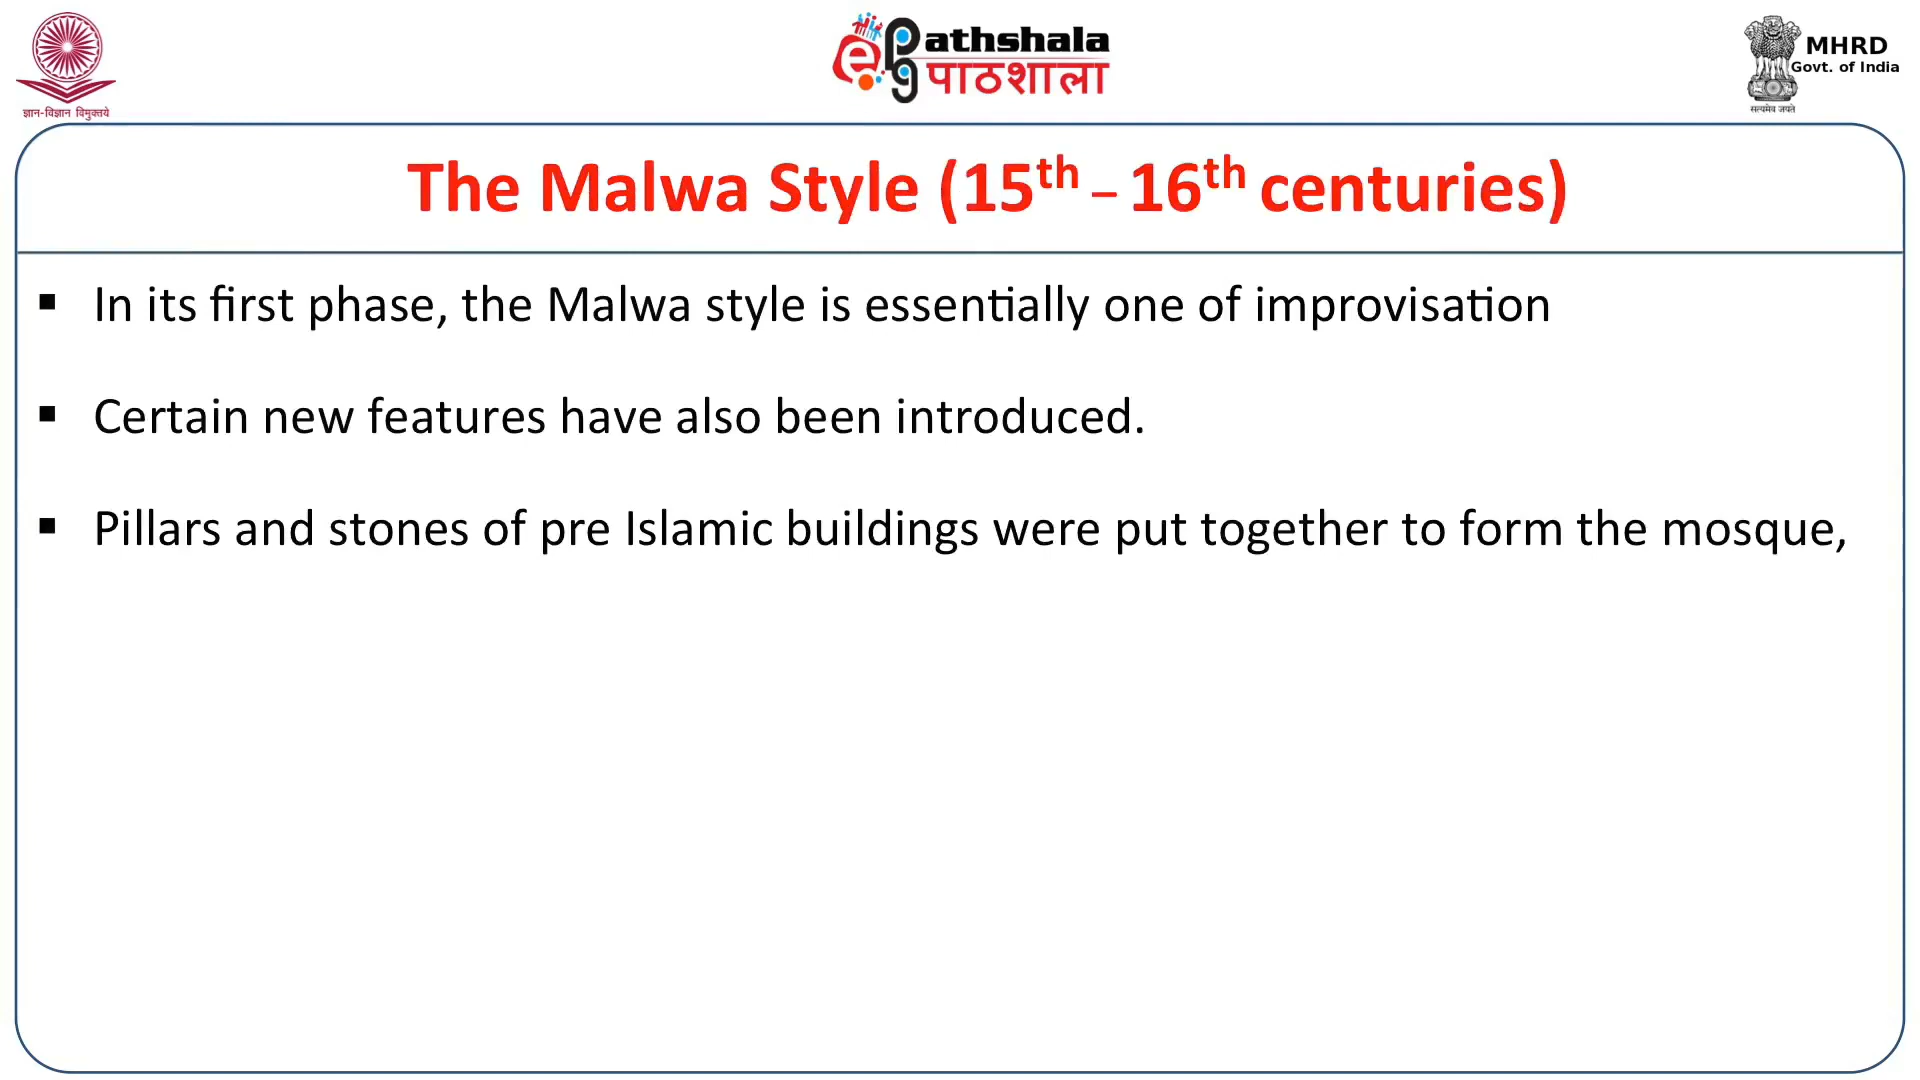 ज्ञान-विज्ञान विमुक्तये
ePG Pathshala
पाठशाला
MHRD
Govt. of India
सत्यमेव जयते
The Malwa Style (15th – 16th centuries)
▪ In its first phase, the Malwa style is essentially one of improvisation
▪ Certain new features have also been introduced.
▪ Pillars and stones of pre Islamic buildings were put together to form the mosque,